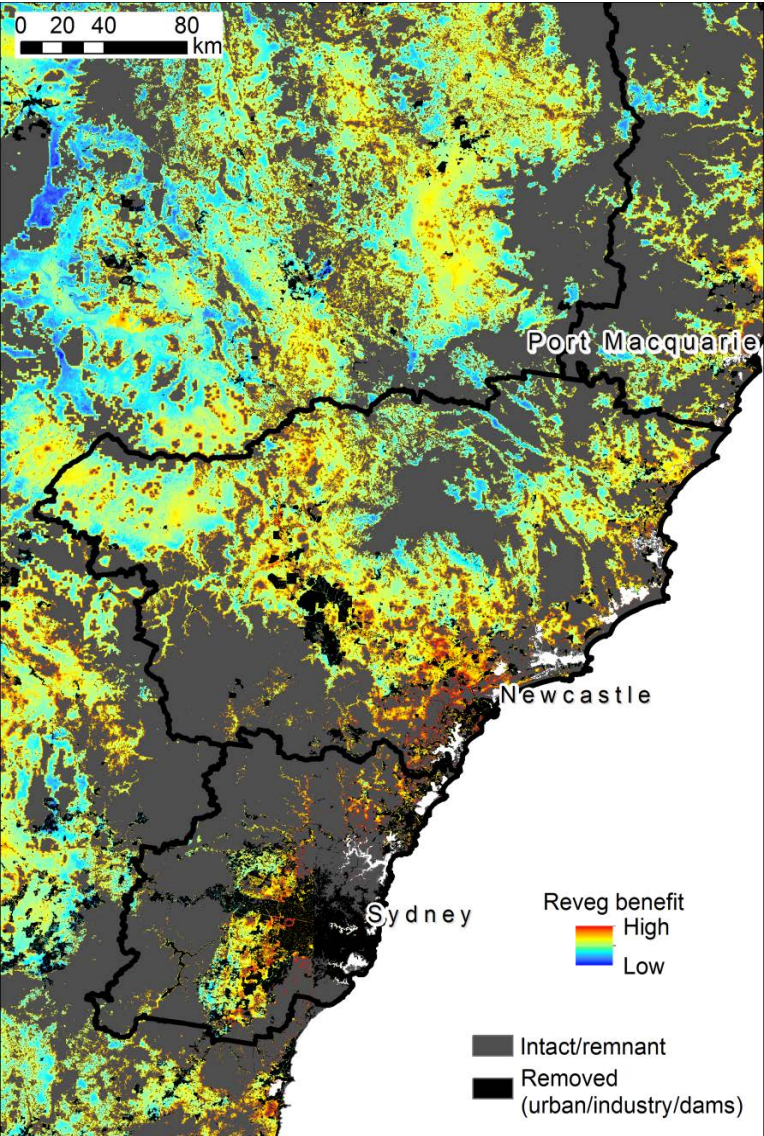 0 20 40 80
km
Port Macquarie
Newcastle
Sydney
Reveg benefit
High
Low
Intact/remnant
Removed
(urban/industry/dams)